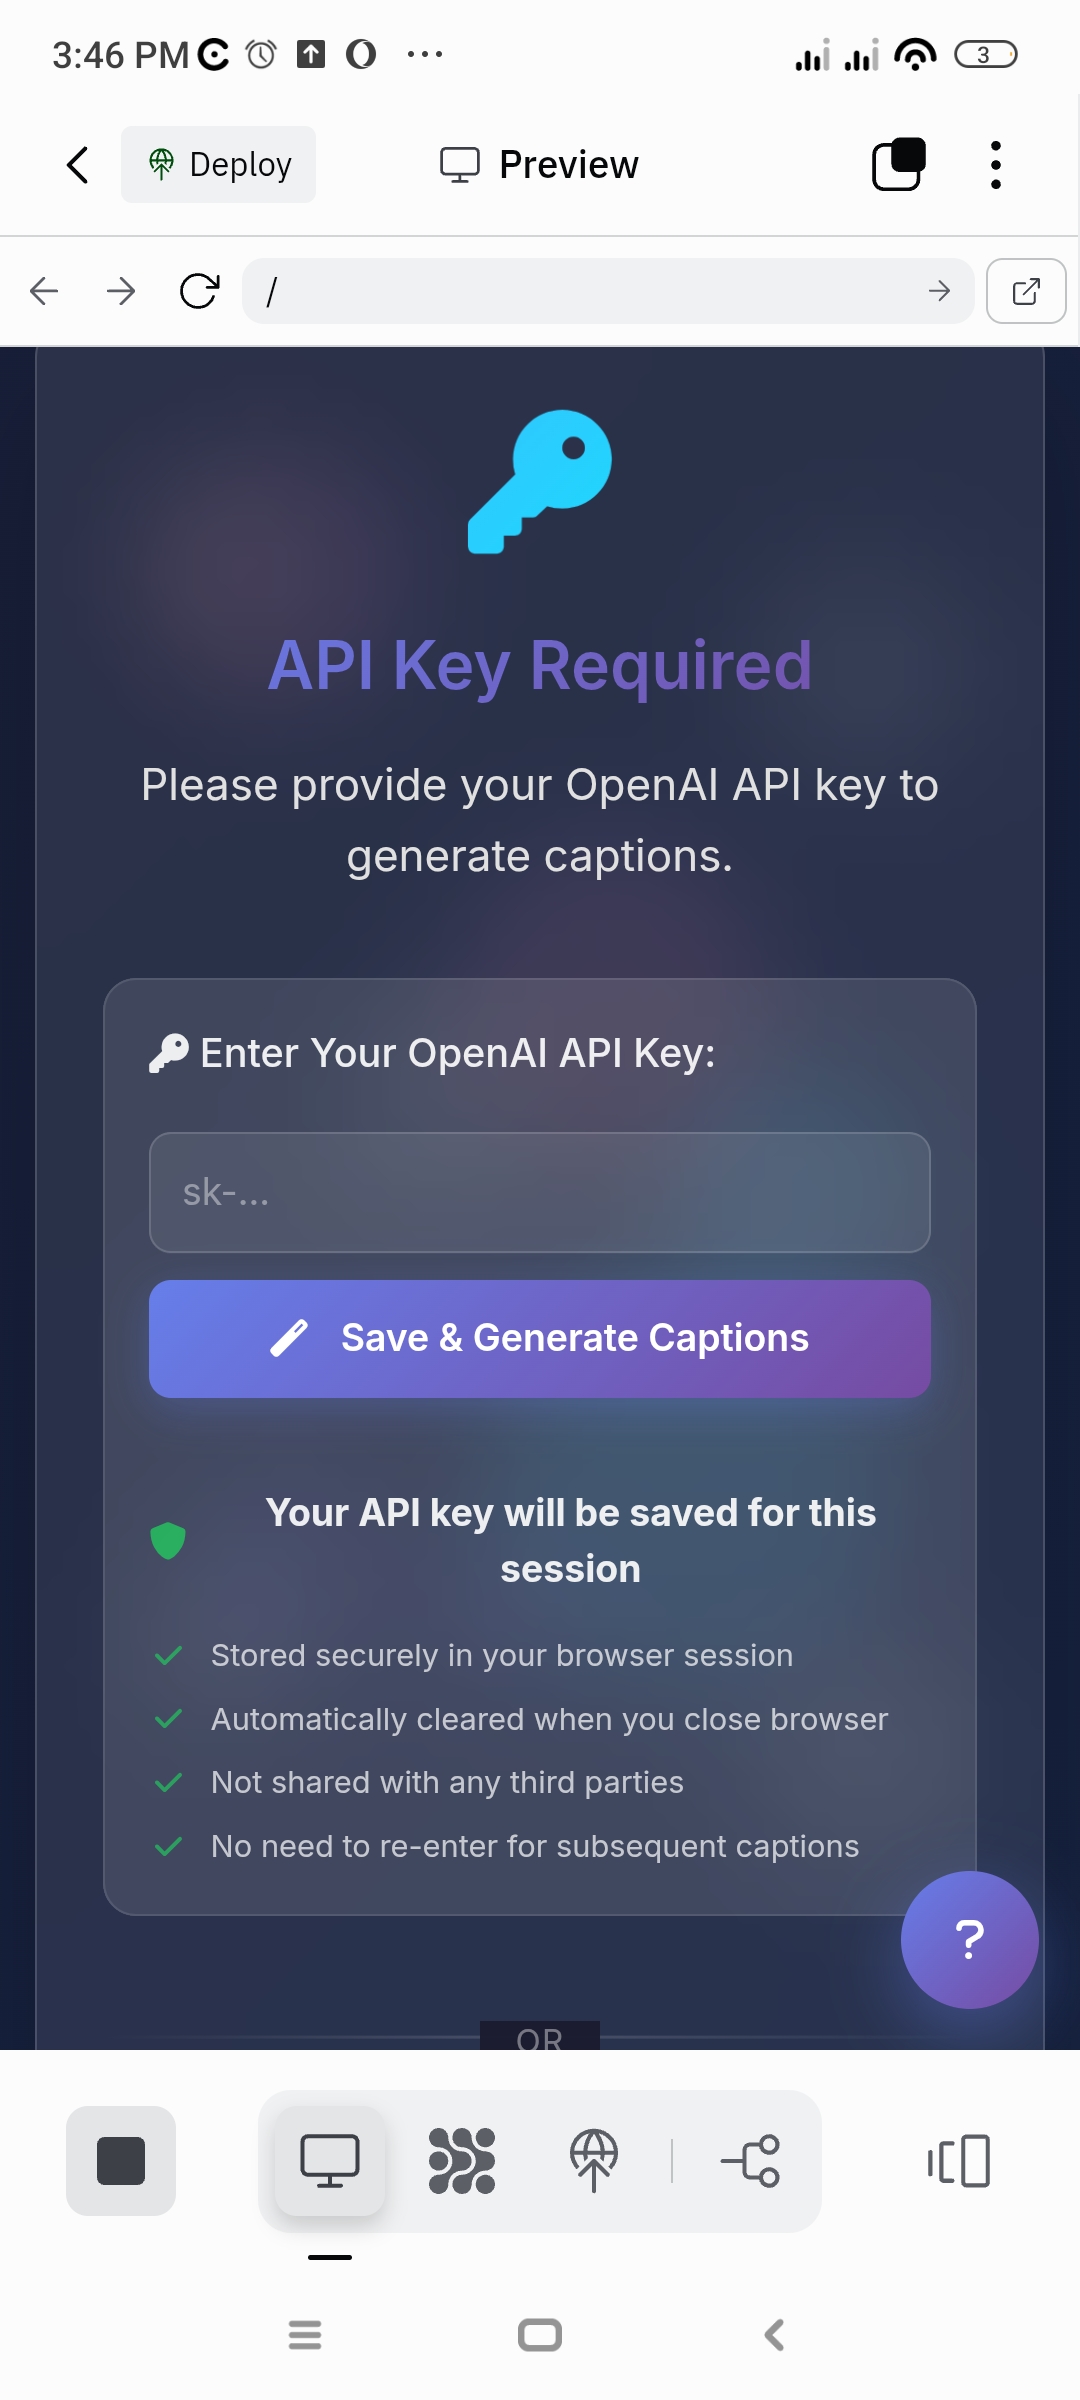 3:46 PM
3
Deploy
Preview
/
API Key Required
Please provide your OpenAI API key to
generate captions.
Enter Your OpenAI API Key:
sk-...
Save & Generate Captions
Your API key will be saved for this
session
Stored securely in your browser session
Automatically cleared when you close browser
Not shared with any third parties
No need to re-enter for subsequent captions
?
OR